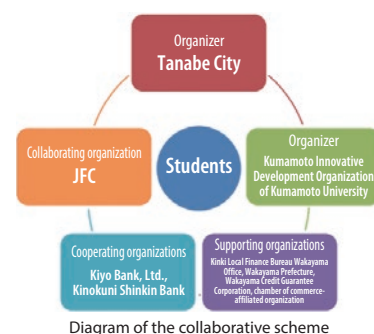 Organizer
Tanabe City
Collaborating organization
JFC
Students
Organizer
Kumamoto Innovative
Development Organization
of Kumamoto University
Cooperating organizations
Kiyo Bank, Ltd.,
Kinokuni Shinkin Bank
Supporting organizations
Kinki Local Finance Bureau Wakayama
Office, Wakayama Prefecture,
Wakayama Credit Guarantee
Corporation, chamber of commerce-
affiliated organization
Diagram of the collaborative scheme